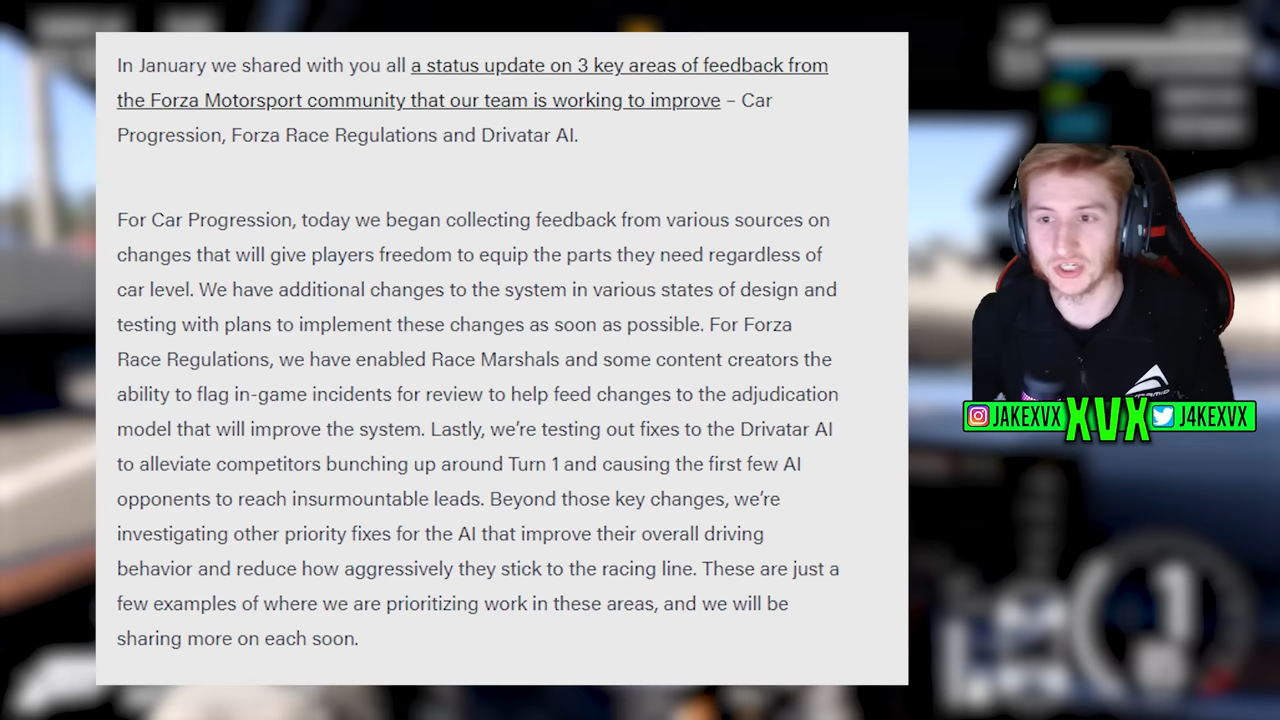 In January we shared with you all a status update on 3 key areas of feedback from
the Forza Motorsport community that our team is working to improve – Car
Progression, Forza Race Regulations and Drivatar AI.
For Car Progression, today we began collecting feedback from various sources on
changes that will give players freedom to equip the parts they need regardless of
car level. We have additional changes to the system in various states of design and
testing with plans to implement these changes as soon as possible. For Forza
Race Regulations, we have enabled Race Marshals and some content creators the
ability to flag in-game incidents for review to help feed changes to the adjudication
model that will improve the system. Lastly, we’re testing out fixes to the Drivatar AI
to alleviate competitors bunching up around Turn 1 and causing the first few AI
opponents to reach insurmountable leads. Beyond those key changes, we’re
investigating other priority fixes for the AI that improve their overall driving
behavior and reduce how aggressively they stick to the racing line. These are just a
few examples of where we are prioritizing work in these areas, and we will be
sharing more on each soon.
JAKEXVX XVX J4KEXVX